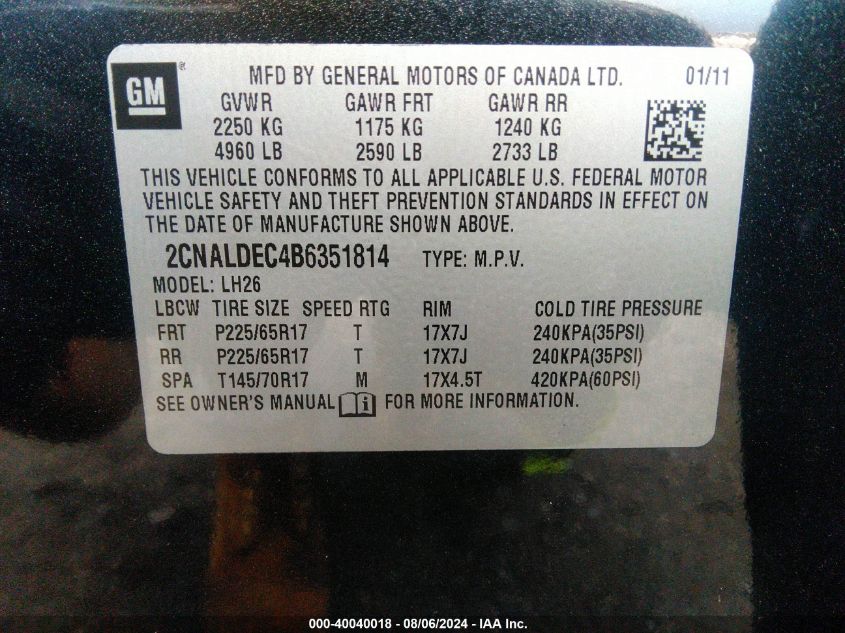 GM ®
MFD BY GENERAL MOTORS OF CANADA LTD. 01/11
GVWR GAWR FRT GAWR RR
2250 KG 1175 KG 1240 KG
4960 LB 2590 LB 2733 LB
THIS VEHICLE CONFORMS TO ALL APPLICABLE U.S. FEDERAL MOTOR
VEHICLE SAFETY AND THEFT PREVENTION STANDARDS IN EFFECT ON
THE DATE OF MANUFACTURE SHOWN ABOVE.
2CNALDEC4B6351814 TYPE: M.P.V.
MODEL: LH26
LBCW TIRE SIZE SPEED RTG RIM COLD TIRE PRESSURE
FRT P225/65R17 T 17X7J 240KPA(35PSI)
RR P225/65R17 T 17X7J 240KPA(35PSI)
SPA T145/70R17 M 17X4.5T 420KPA(60PSI)
SEE OWNER'S MANUAL i FOR MORE INFORMATION.
000-40040018 - 08/06/2024 - IAA Inc.